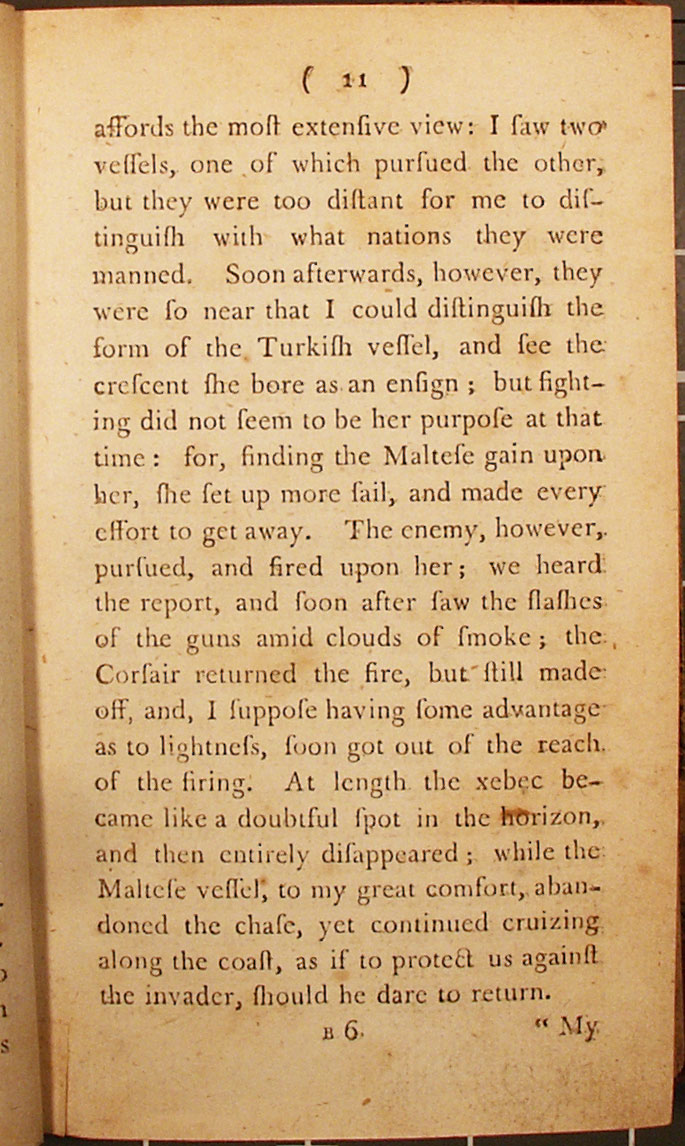 ( 11 )
affords the moſt extenſive view: I ſaw two
veſſels, one of which purſued the other,
but they were too diſtant for me to diſ-
tinguiſh with what nations they were
manned. Soon afterwards, however, they
were ſo near that I could diſtinguiſh the
form of the Turkiſh veſſel, and ſee the
creſcent ſhe bore as an enſign ; but fight-
ing did not ſeem to be her purpoſe at that
time : for, finding the Malteſe gain upon
her, ſhe ſet up more ſail, and made every
effort to get away. The enemy, however,
purſued, and fired upon her ; we heard
the report, and ſoon after ſaw the flaſhes
of the guns amid clouds of ſmoke ; the
Corſair returned the fire, but ſtill made
off, and, I ſuppoſe having ſome advantage
as to lightneſs, ſoon got out of the reach
of the firing. At length the xebec be-
came like a doubtful ſpot in the horizon,
and then entirely diſappeared ; while the
Malteſe veſſel, to my great comfort, aban-
doned the chaſe, yet continued cruizing
along the coaſt, as if to protect us againſt
the invader, ſhould he dare to return.
B 6 “ My